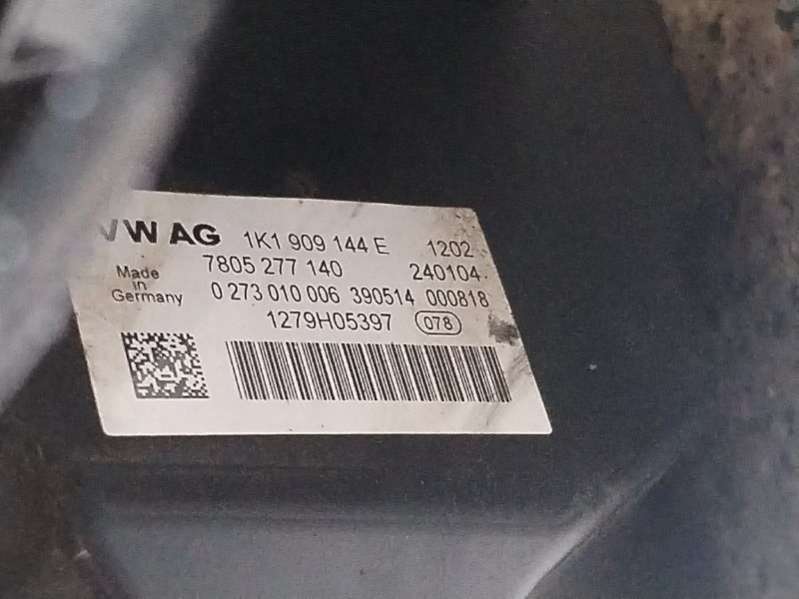 VW AG 1K1 909 144 E 1202
7805 277 140 240104
Made in Germany
0 273 010 006 390514 000818
1279H05397 078